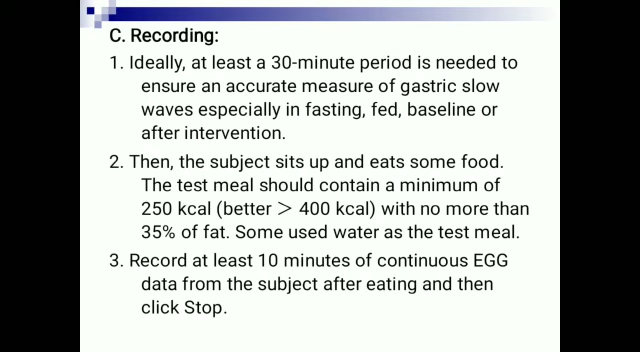 C. Recording:
1. Ideally, at least a 30-minute period is needed to
ensure an accurate measure of gastric slow
waves especially in fasting, fed, baseline or
after intervention.
2. Then, the subject sits up and eats some food.
The test meal should contain a minimum of
250 kcal (better > 400 kcal) with no more than
35% of fat. Some used water as the test meal.
3. Record at least 10 minutes of continuous EGG
data from the subject after eating and then
click Stop.